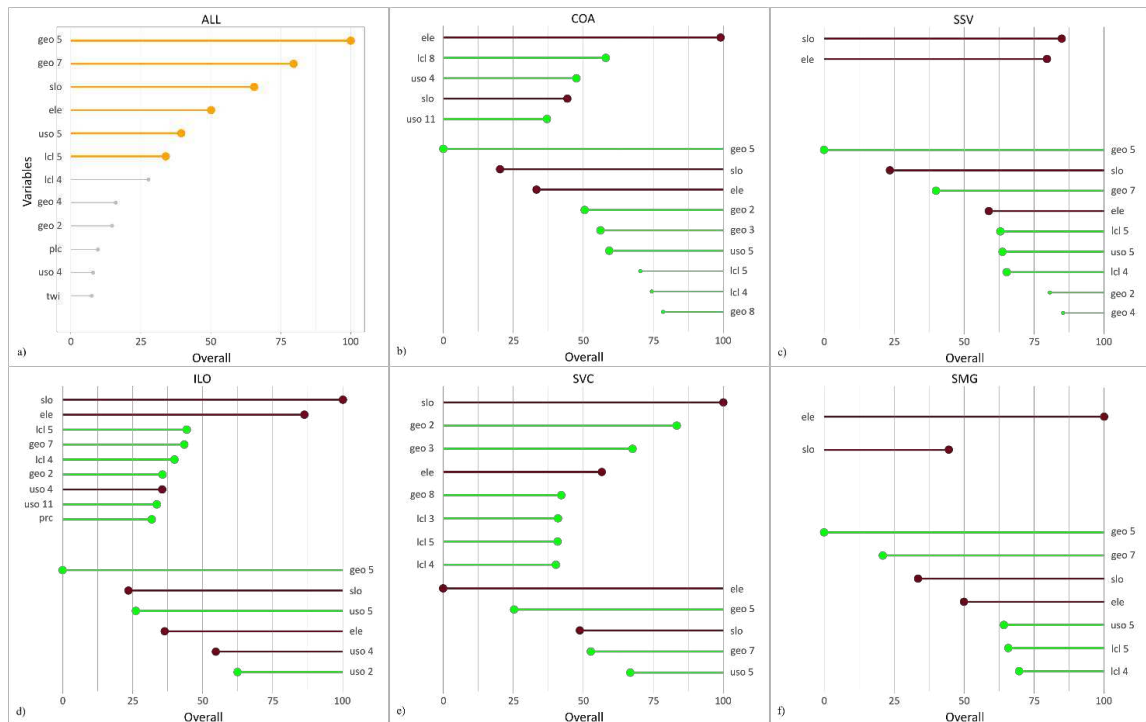 ALL
geo 5
geo 7
slo
ele
uso 5
lcl 5
lcl 4
geo 4
geo 2
plc
uso 4
twi
Variables
0 25 50 75 100
a) Overall
COA
ele
lcl 8
uso 4
slo
uso 11
geo 5
slo
ele
geo 2
geo 3
uso 5
lcl 5
lcl 4
geo 8
0 25 50 75 100
b) Overall
SSV
slo
ele
geo 5
slo
geo 7
ele
lcl 5
uso 5
lcl 4
geo 2
geo 4
0 25 50 75 100
c) Overall
ILO
slo
ele
lcl 5
geo 7
lcl 4
geo 2
uso 4
uso 11
prc
geo 5
slo
uso 5
ele
uso 4
uso 2
0 25 50 75 100
d) Overall
SVC
slo
geo 2
geo 3
ele
geo 8
lcl 3
lcl 5
lcl 4
ele
geo 5
slo
geo 7
uso 5
0 25 50 75 100
e) Overall
SMG
ele
slo
geo 5
geo 7
slo
ele
uso 5
lcl 5
lcl 4
0 25 50 75 100
f) Overall